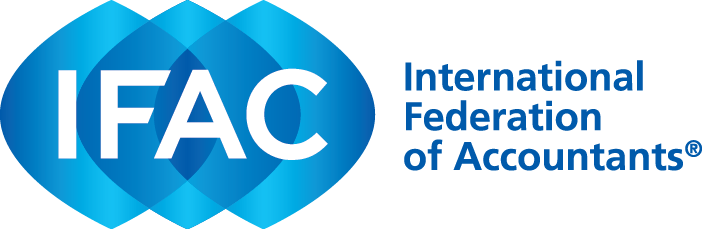 IFAC
International
Federation
of Accountants®